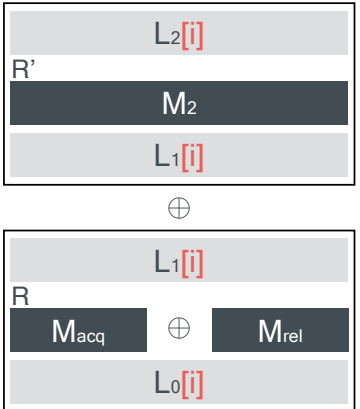 L₂[i]
R’
M₂
L₁[i]
⊕
L₁[i]
R
Macq ⊕ Mrel
L₀[i]